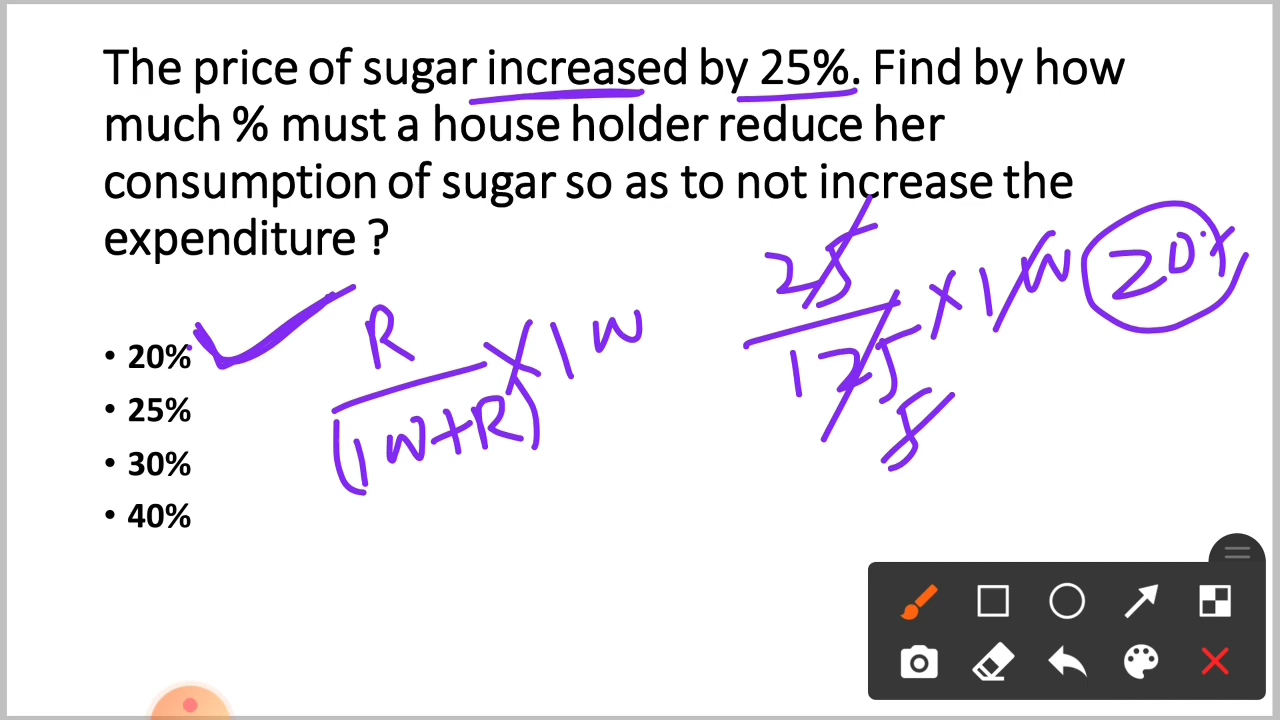 The price of sugar increased by 25%. Find by how
much % must a house holder reduce her
consumption of sugar so as to not increase the
expenditure ?
• 20%
• 25%
• 30%
• 40%
R
× 100
(100+R)
25
× 100
125
5
20%